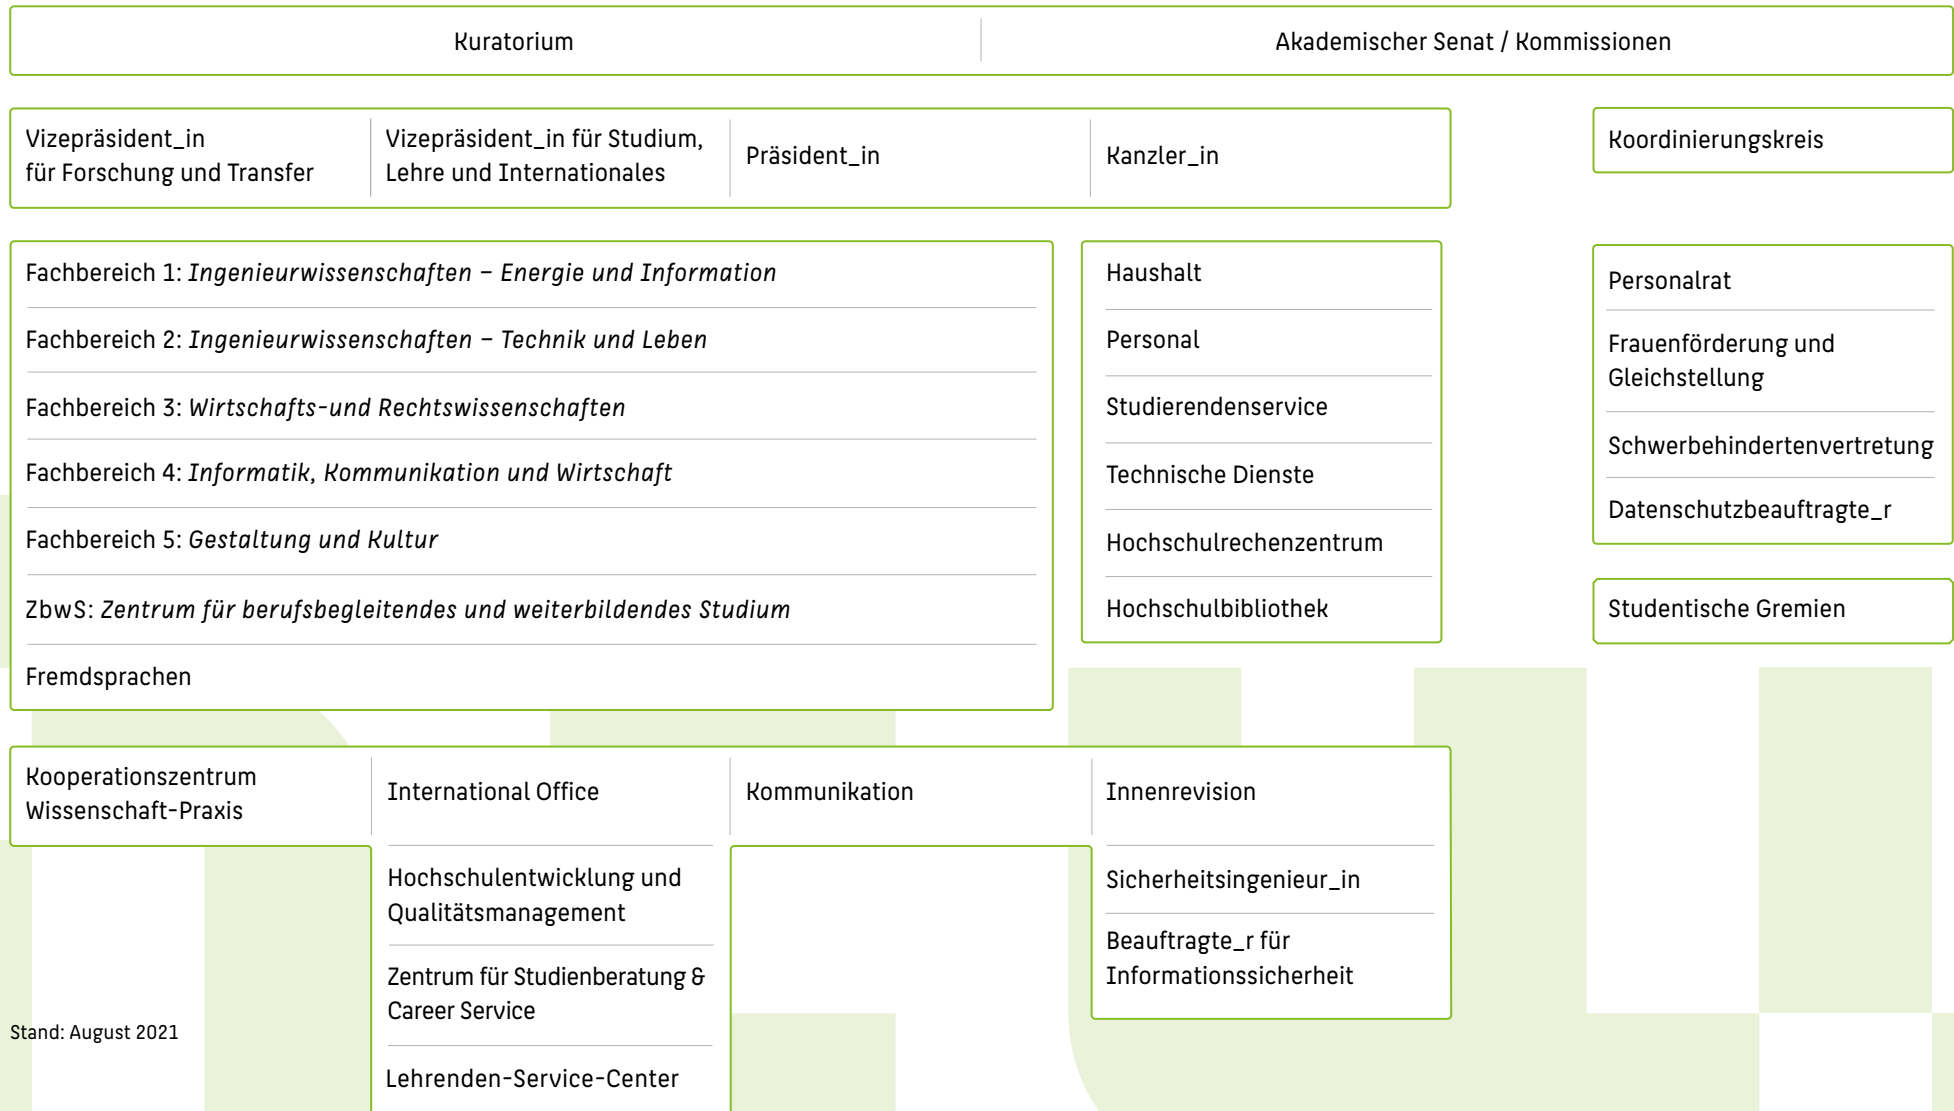 Kuratorium
Akademischer Senat / Kommissionen
Vizepräsident_in
für Forschung und Transfer
Vizepräsident_in für Studium,
Lehre und Internationales
Präsident_in
Kanzler_in
Koordinierungskreis
Fachbereich 1: Ingenieurwissenschaften – Energie und Information
Fachbereich 2: Ingenieurwissenschaften – Technik und Leben
Fachbereich 3: Wirtschafts-und Rechtswissenschaften
Fachbereich 4: Informatik, Kommunikation und Wirtschaft
Fachbereich 5: Gestaltung und Kultur
ZbwS: Zentrum für berufsbegleitendes und weiterbildendes Studium
Fremdsprachen
Haushalt
Personal
Studierendenservice
Technische Dienste
Hochschulrechenzentrum
Hochschulbibliothek
Personalrat
Frauenförderung und
Gleichstellung
Schwerbehindertenvertretung
Datenschutzbeauftragte_r
Studentische Gremien
Kooperationszentrum
Wissenschaft-Praxis
International Office
Hochschulentwicklung und
Qualitätsmanagement
Zentrum für Studienberatung &
Career Service
Lehrenden-Service-Center
Kommunikation
Innenrevision
Sicherheitsingenieur_in
Beauftragte_r für
Informationssicherheit
Stand: August 2021